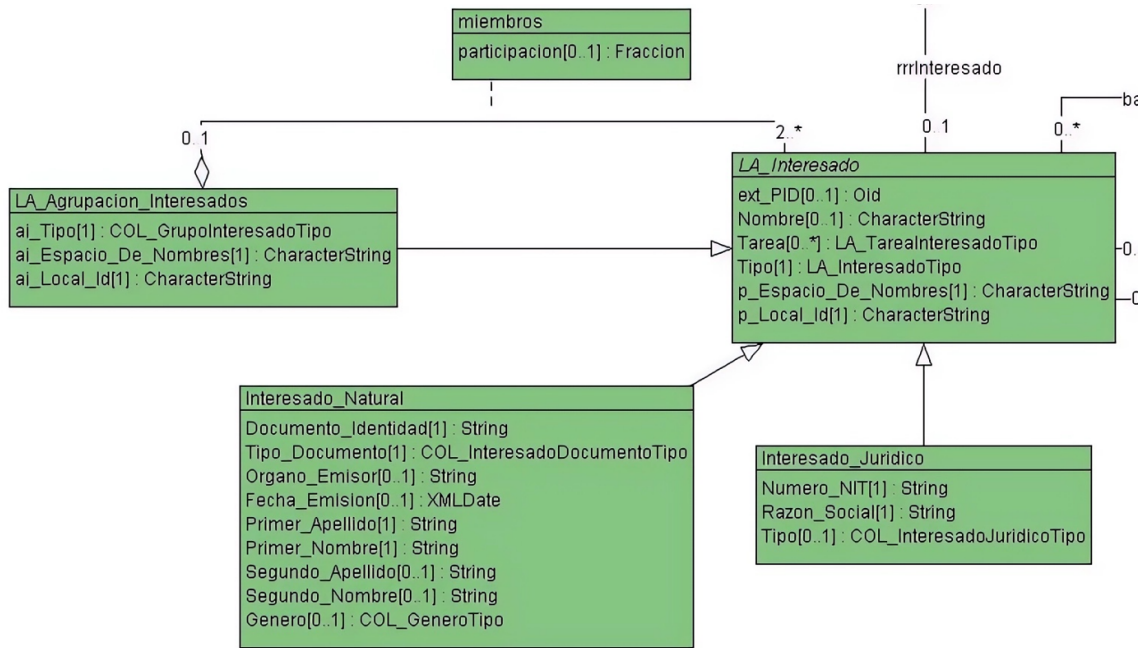 miembros
participacion[0..1] : Fraccion
rrrInteresado
ba
0..1
2..*
0..1
0..*
LA_Agrupacion_Interesados
ai_Tipo[1] : COL_GrupoInteresadoTipo
ai_Espacio_De_Nombres[1] : CharacterString
ai_Local_Id[1] : CharacterString
LA_Interesado
ext_PID[0..1] : Oid
Nombre[0..1] : CharacterString
Tarea[0..*] : LA_TareaInteresadoTipo
Tipo[1] : LA_InteresadoTipo
p_Espacio_De_Nombres[1] : CharacterString
p_Local_Id[1] : CharacterString
0.
0
Interesado_Natural
Documento_Identidad[1] : String
Tipo_Documento[1] : COL_InteresadoDocumentoTipo
Organo_Emisor[0..1] : String
Fecha_Emision[0..1] : XMLDate
Primer_Apellido[1] : String
Primer_Nombre[1] : String
Segundo_Apellido[0..1] : String
Segundo_Nombre[0..1] : String
Genero[0..1] : COL_GeneroTipo
Interesado_Juridico
Numero_NIT[1] : String
Razon_Social[1] : String
Tipo[0..1] : COL_InteresadoJuridicoTipo